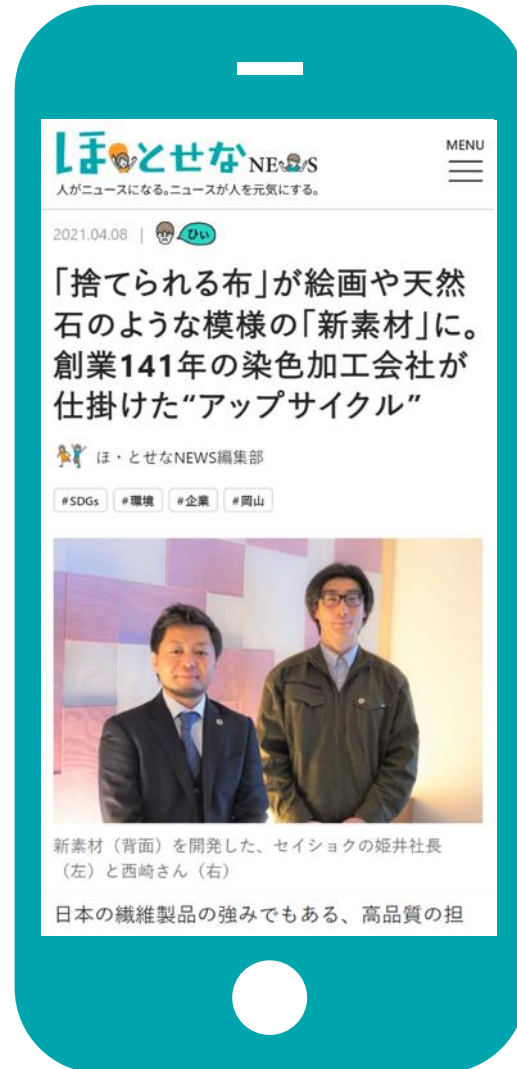 ほっとせなNEWS
MENU
人がニュースになる。ニュースが人を元気にする。
2021.04.08 | ひい
「捨てられる布」が絵画や天然
石のような模様の「新素材」に。
創業141年の染色加工会社が
仕掛けた“アップサイクル”
ほ・とせなNEWS編集部
#SDGs #環境 #企業 #岡山
新素材（背面）を開発した、セイショクの姫井社長
（左）と西崎さん（右）
日本の繊維製品の強みでもある、高品質の担